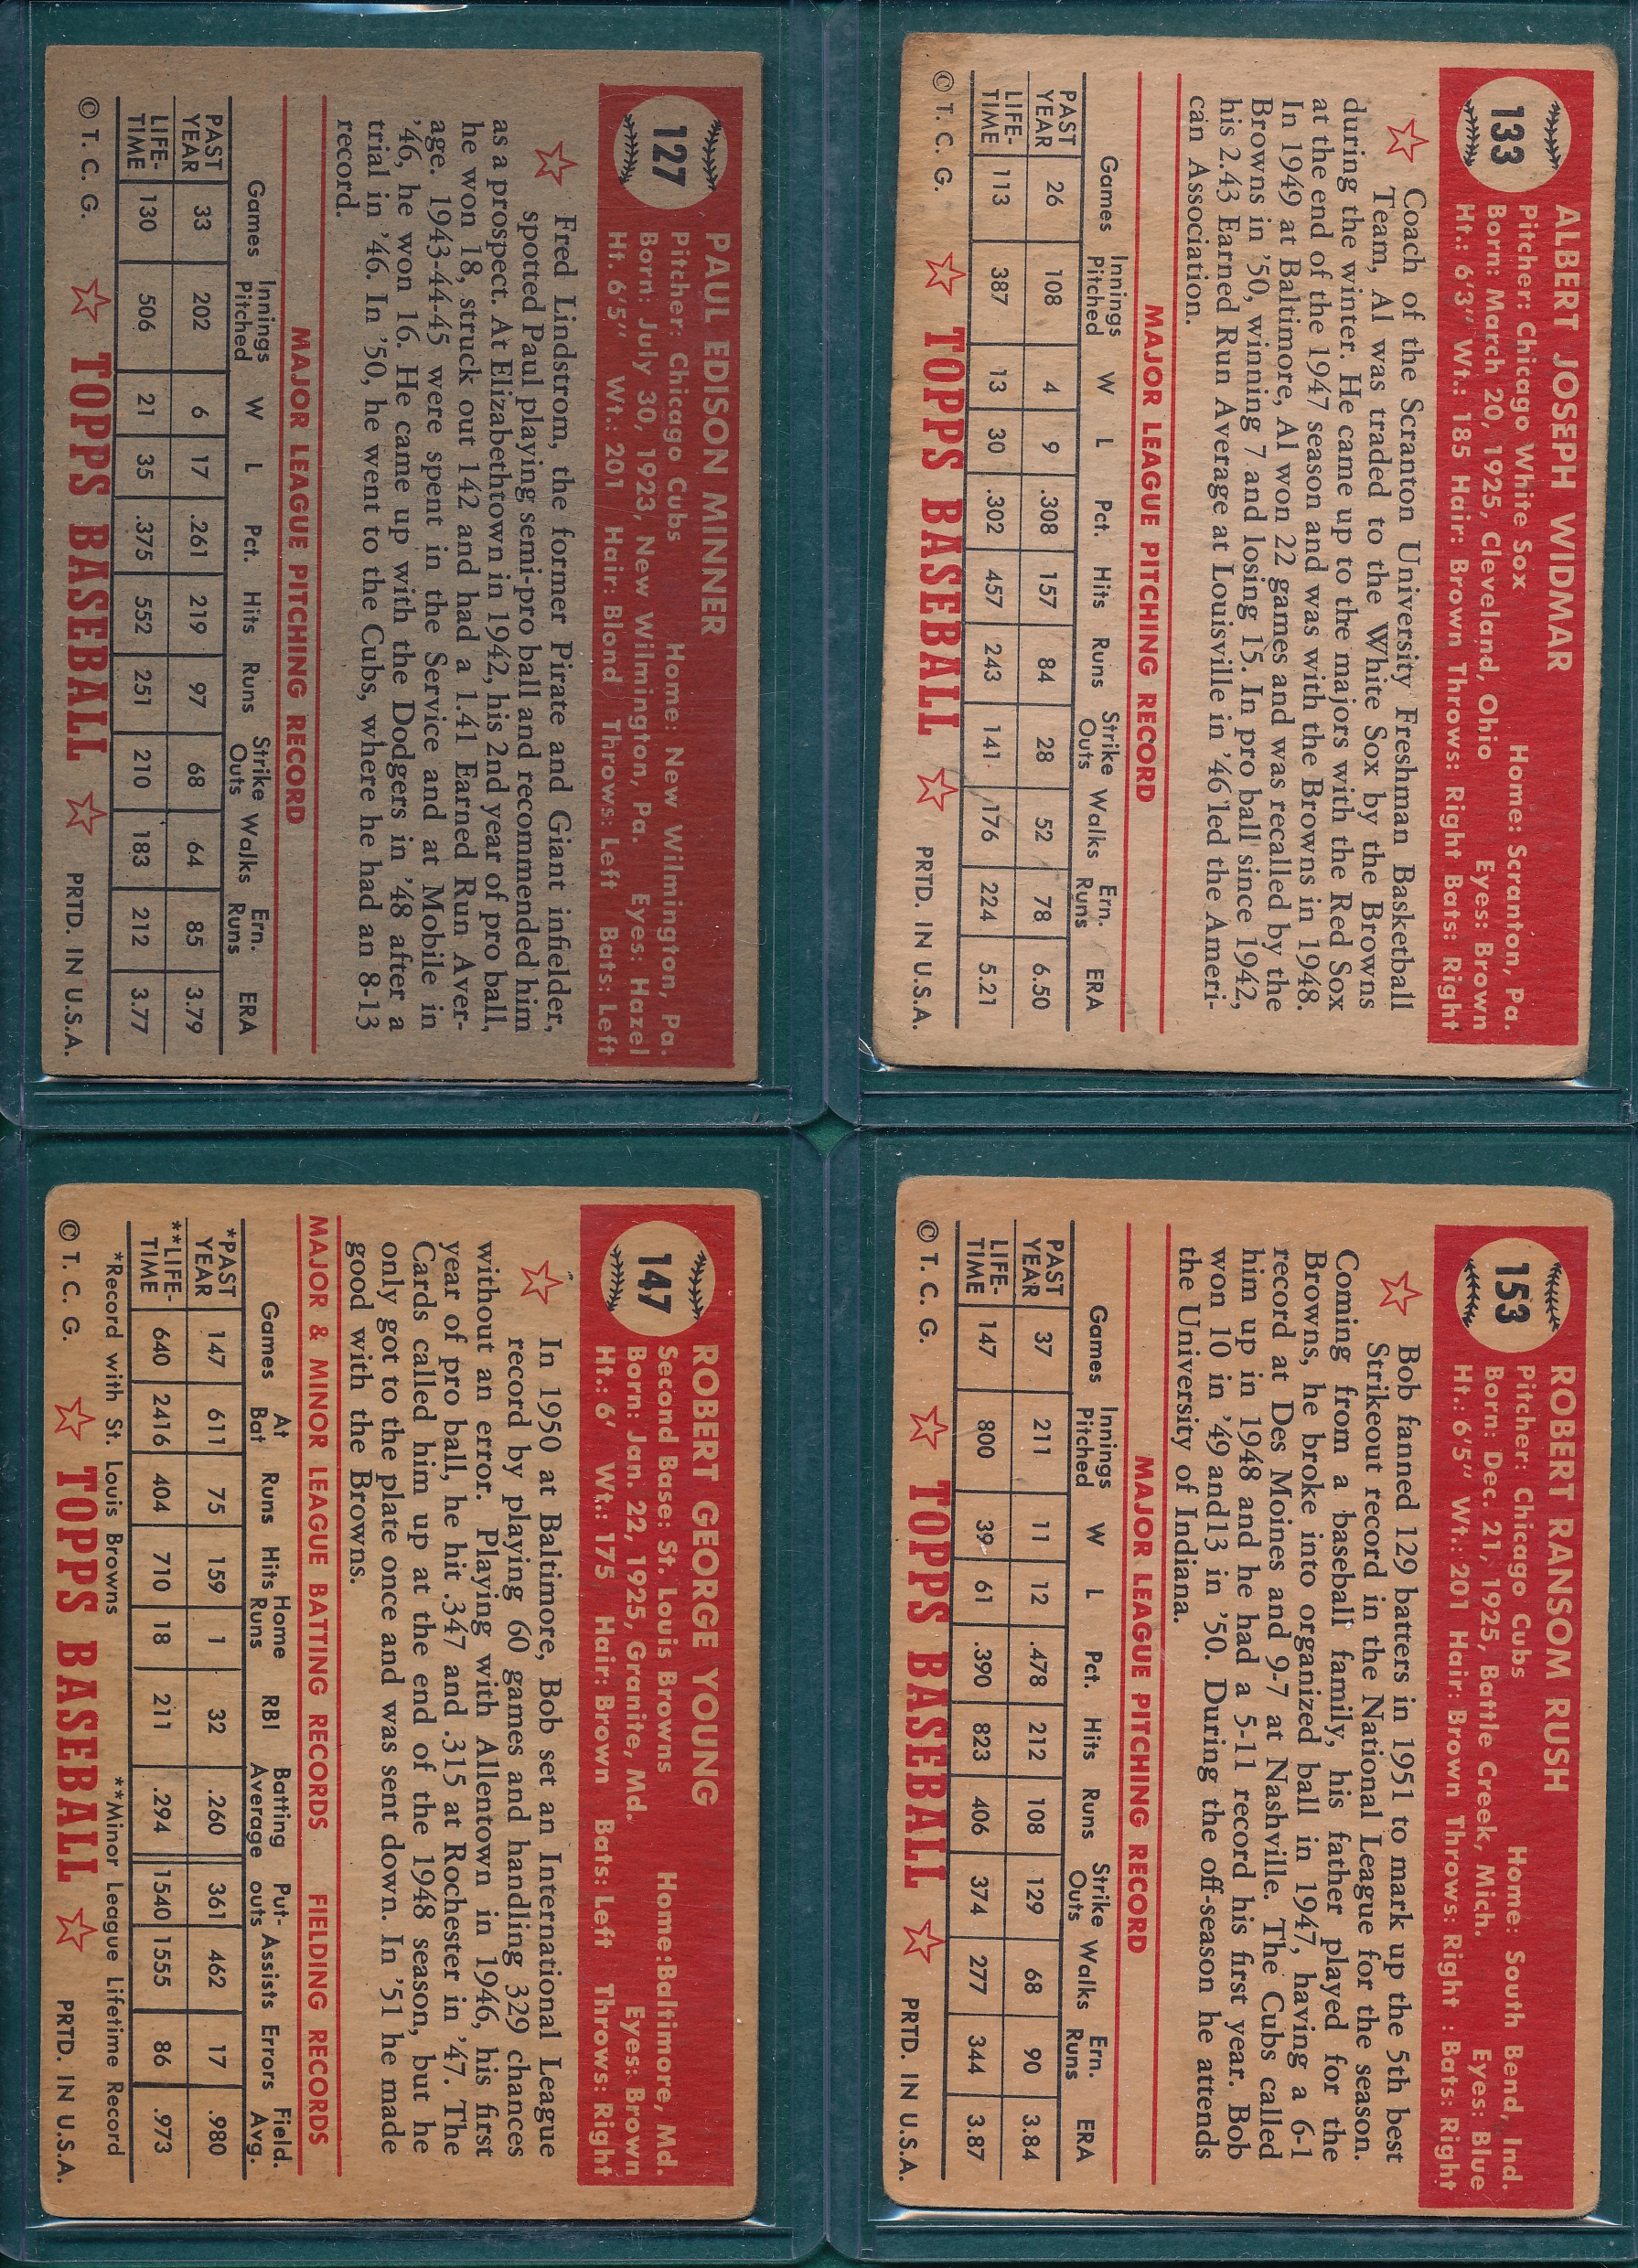 133
ALBERT JOSEPH WIDMAR
Pitcher: Chicago White Sox Home: Scranton, Pa.
Born: March 20, 1925, Cleveland, Ohio Eyes: Brown
Ht.: 6'3" Wt.: 185 Hair: Brown Throws: Right Bats: Right
Coach of the Scranton University Freshman Basketball
Team, Al was traded to the White Sox by the Browns
during the winter. He came up to the majors with the Red Sox
at the end of the 1947 season and was with the Browns in 1948.
In 1949 at Baltimore, Al won 22 games and was recalled by the
Browns in '50, winning 7 and losing 15. In pro ball since 1942,
his 2.43 Earned Run Average at Louisville in '46 led the Ameri-
can Association.
MAJOR LEAGUE PITCHING RECORD
Games Innings Pitched W L Pct. Hits Runs Strike Outs Walks Ern. Runs ERA
PAST YEAR 26 108 4 9 .308 157 84 28 52 78 6.50
LIFE-TIME 113 387 13 30 .302 457 243 141 176 224 5.21
© T. C. G. TOPPS BASEBALL PRTD. IN U.S.A.
153
ROBERT RANSOM RUSH
Pitcher: Chicago Cubs Home: South Bend, Ind.
Born: Dec. 21, 1925, Battle Creek, Mich. Eyes: Blue
Ht.: 6'5" Wt.: 201 Hair: Brown Throws: Right : Bats: Right
Bob fanned 129 batters in 1951 to mark up the 5th best
Strikeout record in the National League for the season.
Coming from a baseball family, his father played for the
Browns, he broke into organized ball in 1947, having a 6-1
record at Des Moines and 9-7 at Nashville. The Cubs called
him up in 1948 and he had a 5-11 record his first year. Bob
won 10 in '49 and 13 in '50. During the off-season he attends
the University of Indiana.
MAJOR LEAGUE PITCHING RECORD
Games Innings Pitched W L Pct. Hits Runs Strike Outs Walks Ern. Runs ERA
PAST YEAR 37 211 11 12 .478 212 108 129 68 90 3.84
LIFE-TIME 147 800 39 61 .390 823 406 374 277 344 3.87
© T. C. G. TOPPS BASEBALL PRTD. IN U.S.A.
127
PAUL EDISON MINNER
Pitcher: Chicago Cubs Home: New Wilmington, Pa.
Born: July 30, 1923, New Wilmington, Pa. Eyes: Hazel
Ht. 6'5" Wt.: 201 Hair: Blond Throws: Left Bats: Left
Fred Lindstrom, the former Pirate and Giant infielder,
spotted Paul playing semi-pro ball and recommended him
as a prospect. At Elizabethtown in 1942, his 2nd year of pro ball,
he won 18, struck out 142 and had a 1.41 Earned Run Aver-
age. 1943-44-45 were spent in the Service and at Mobile in
'46, he won 16. He came up with the Dodgers in '48 after a
trial in '46. In '50, he went to the Cubs, where he had an 8-13
record.
MAJOR LEAGUE PITCHING RECORD
Games Innings Pitched W L Pct. Hits Runs Strike Outs Walks Ern. Runs ERA
PAST YEAR 33 202 6 17 .261 219 97 68 64 85 3.79
LIFE-TIME 130 506 21 35 .375 552 251 210 183 212 3.77
© T. C. G. TOPPS BASEBALL PRTD. IN U.S.A.
147
ROBERT GEORGE YOUNG
Second Base: St. Louis Browns Home: Baltimore, Md.
Born: Jan. 22, 1925, Granite, Md. Eyes: Brown
Ht.: 6' Wt.: 175 Hair: Brown Bats: Left Throws: Right
In 1950 at Baltimore, Bob set an International League
record by playing 60 games and handling 329 chances
without an error. Playing with Allentown in 1946, his first
year of pro ball, he hit .347 and .315 at Rochester in '47. The
Cards called him up at the end of the 1948 season, but he
only got to the plate once and was sent down. In '51 he made
good with the Browns.
MAJOR & MINOR LEAGUE BATTING RECORDS FIELDING RECORDS
Games At Bat Runs Hits Home Runs RBI Batting Average Put-outs Assists Errors Field. Avg.
*PAST YEAR 147 611 75 159 1 32 .260 361 462 17 .980
**LIFE-TIME 640 2416 404 710 18 211 .294 1540 1555 86 .973
*Record with St. Louis Browns **Minor League Lifetime Record
© T. C. G. TOPPS BASEBALL PRTD. IN U.S.A.